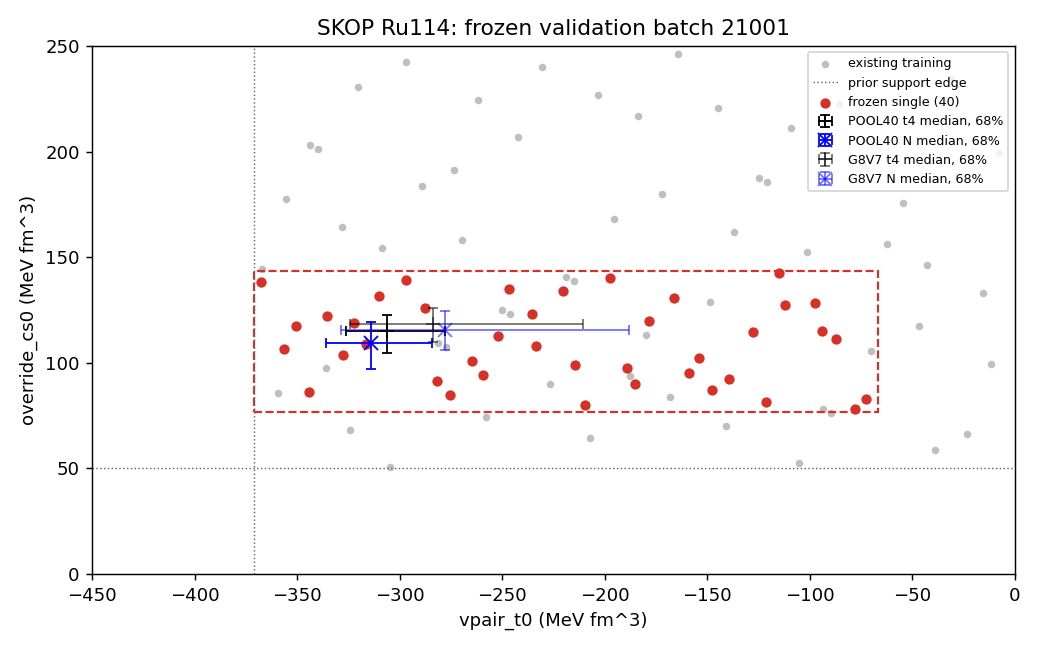 SKOP Ru114: frozen validation batch 21001
250
200
150
100
50
0
override_cs0 (MeV fm^3)
existing training
prior support edge
frozen single (40)
POOL40 t4 median, 68%
POOL40 N median, 68%
G8V7 t4 median, 68%
G8V7 N median, 68%
−450
−400
−350
−300
−250
−200
−150
−100
−50
0
vpair_t0 (MeV fm^3)